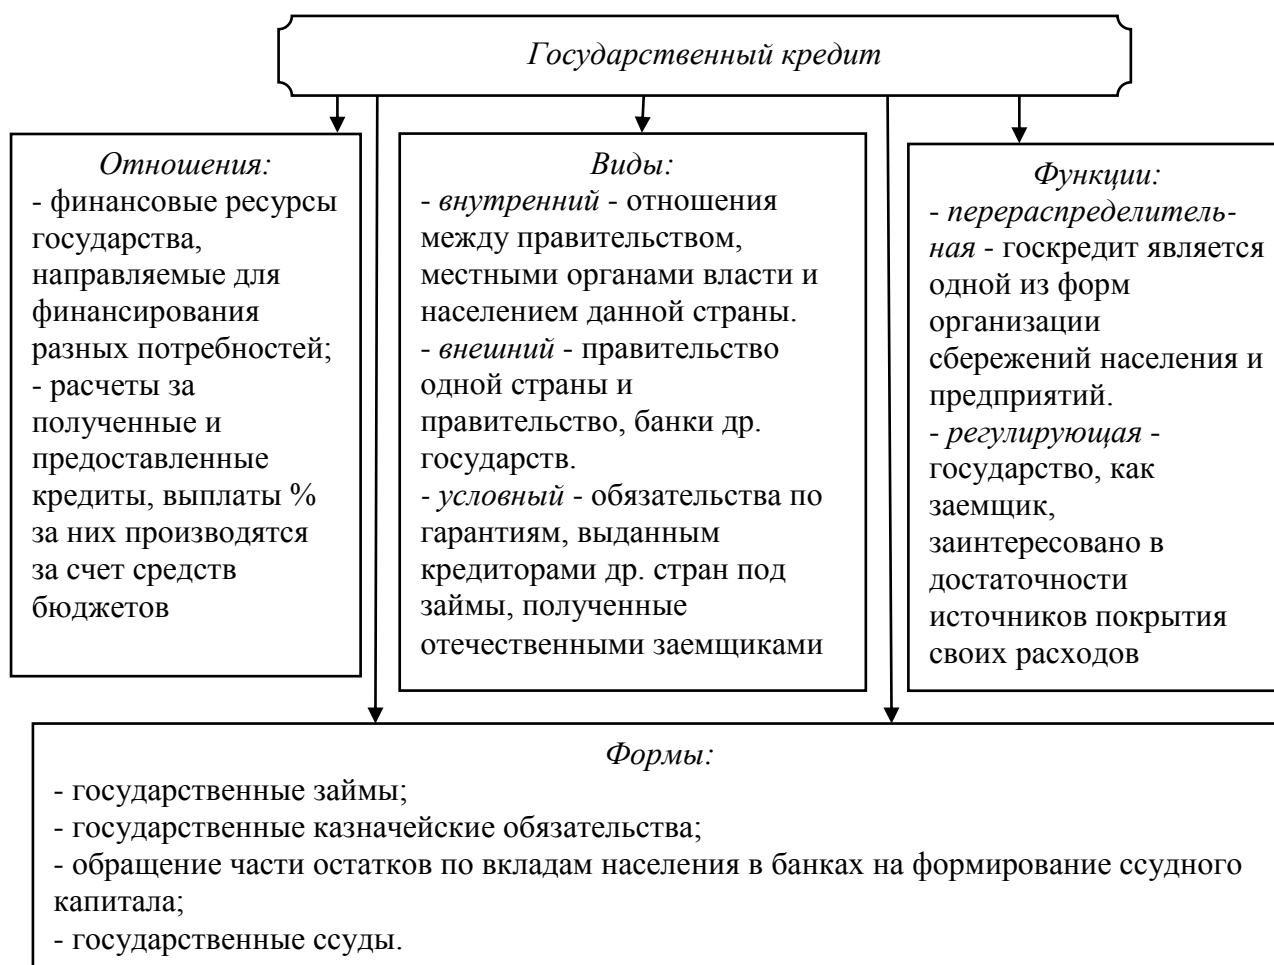 Государственный кредит
Отношения:
- финансовые ресурсы
государства,
направляемые для
финансирования
разных потребностей;
- расчеты за
полученные и
предоставленные
кредиты, выплаты %
за них производятся
за счет средств
бюджетов
Виды:
- внутренний - отношения
между правительством,
местными органами власти и
населением данной страны.
- внешний - правительство
одной страны и
правительство, банки др.
государств.
- условный - обязательства по
гарантиям, выданным
кредиторами др. стран под
займы, полученные
отечественными заемщиками
Функции:
- перераспределитель-
ная - госкредит является
одной из форм
организации
сбережений населения и
предприятий.
- регулирующая -
государство, как
заемщик,
заинтересовано в
достаточности
источников покрытия
своих расходов
Формы:
- государственные займы;
- государственные казначейские обязательства;
- обращение части остатков по вкладам населения в банках на формирование ссудного
капитала;
- государственные ссуды.